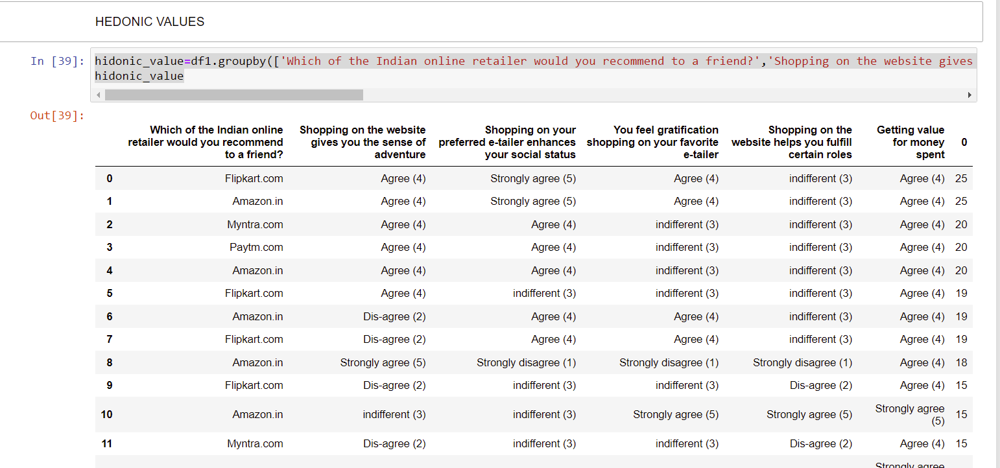 HEDONIC VALUES
In [39]: hidonic_value=df1.groupby(['Which of the Indian online retailer would you recommend to a friend?','Shopping on the website gives
hidonic_value
Out[39]:
Which of the Indian online Shopping on the website Shopping on your You feel gratification Shopping on the Getting value
retailer would you recommend gives you the sense of preferred e-tailer enhances shopping on your favorite website helps you fulfill for money 0
to a friend? adventure your social status e-tailer certain roles spent
0 Flipkart.com Agree (4) Strongly agree (5) Agree (4) indifferent (3) Agree (4) 25
1 Amazon.in Agree (4) Strongly agree (5) Agree (4) indifferent (3) Agree (4) 25
2 Myntra.com Agree (4) Agree (4) indifferent (3) indifferent (3) Agree (4) 20
3 Paytm.com Agree (4) Agree (4) indifferent (3) indifferent (3) Agree (4) 20
4 Amazon.in Agree (4) Agree (4) indifferent (3) indifferent (3) Agree (4) 20
5 Flipkart.com Agree (4) indifferent (3) indifferent (3) indifferent (3) Agree (4) 19
6 Amazon.in Dis-agree (2) Agree (4) Agree (4) indifferent (3) Agree (4) 19
7 Flipkart.com Dis-agree (2) Agree (4) Agree (4) indifferent (3) Agree (4) 19
8 Amazon.in Strongly agree (5) Strongly disagree (1) Strongly disagree (1) Strongly disagree (1) Agree (4) 18
9 Flipkart.com Dis-agree (2) indifferent (3) indifferent (3) Dis-agree (2) Agree (4) 15
10 Amazon.in indifferent (3) indifferent (3) Strongly agree (5) Strongly agree (5) Strongly agree (5) 15
11 Myntra.com Dis-agree (2) indifferent (3) indifferent (3) Dis-agree (2) Agree (4) 15
Strongly agree